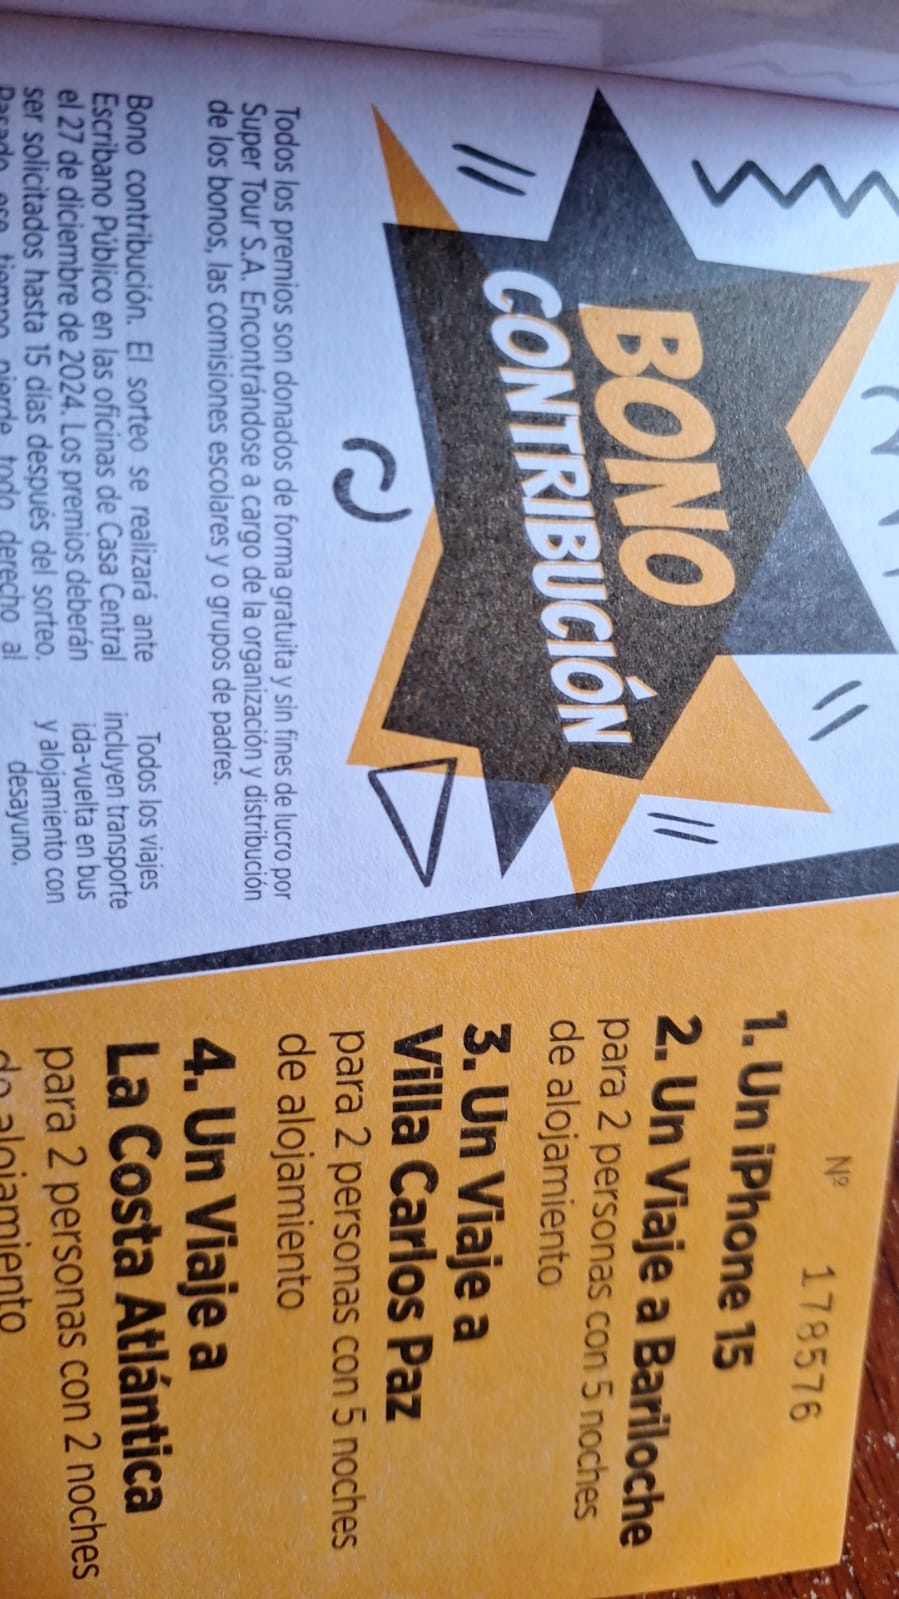 BONO
CONTRIBUCIÓN
Todos los premios son donados de forma gratuita y sin fines de lucro por
Super Tour S.A. Encontrándose a cargo de la organización y distribución
de los bonos, las comisiones escolares y o grupos de padres.
Bono contribución. El sorteo se realizará ante
Escribano Público en las oficinas de Casa Central
el 27 de diciembre de 2024. Los premios deberán
ser solicitados hasta 15 días después del sorteo.
Pasado ese tiempo pierde todo derecho al
Todos los viajes
incluyen transporte
ida-vuelta en bus
y alojamiento con
desayuno.
Nº 178576
1. Un iPhone 15
2. Un Viaje a Bariloche
para 2 personas con 5 noches
de alojamiento
3. Un Viaje a
Villa Carlos Paz
para 2 personas con 5 noches
de alojamiento
4. Un Viaje a
La Costa Atlántica
para 2 personas con 2 noches
de alojamiento